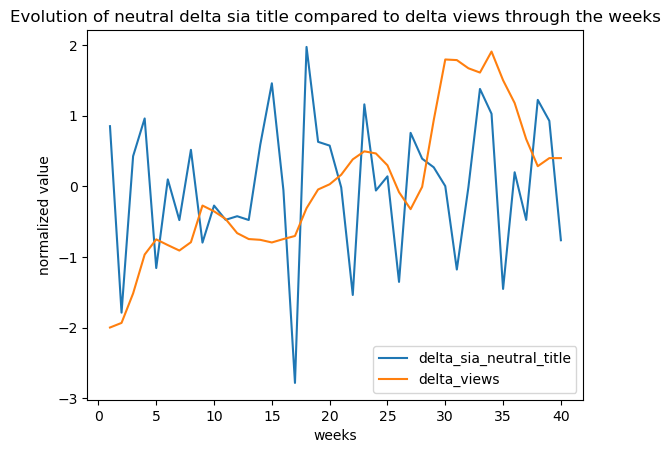 Evolution of neutral delta sia title compared to delta views through the weeks
normalized value
2
1
0
−1
−2
−3
0 5 10 15 20 25 30 35 40
weeks
delta_sia_neutral_title
delta_views